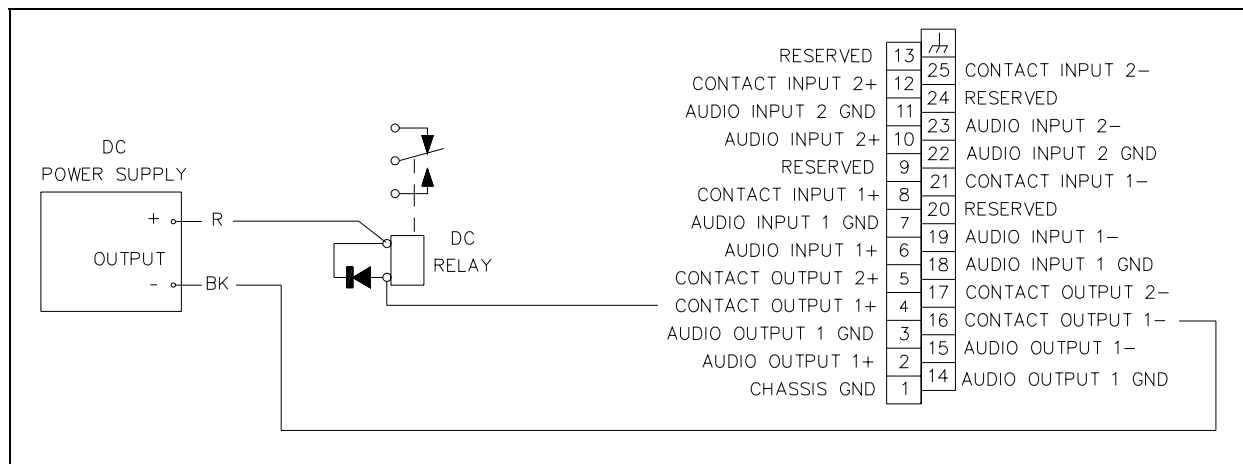 DC
POWER SUPPLY
+
R
OUTPUT
-
BK
DC
RELAY
RESERVED 13
CONTACT INPUT 2+ 12
AUDIO INPUT 2 GND 11
AUDIO INPUT 2+ 10
RESERVED 9
CONTACT INPUT 1+ 8
AUDIO INPUT 1 GND 7
AUDIO INPUT 1+ 6
CONTACT OUTPUT 2+ 5
CONTACT OUTPUT 1+ 4
AUDIO OUTPUT 1 GND 3
AUDIO OUTPUT 1+ 2
CHASSIS GND 1
25 CONTACT INPUT 2-
24 RESERVED
23 AUDIO INPUT 2-
22 AUDIO INPUT 2 GND
21 CONTACT INPUT 1-
20 RESERVED
19 AUDIO INPUT 1-
18 AUDIO INPUT 1 GND
17 CONTACT OUTPUT 2-
16 CONTACT OUTPUT 1-
15 AUDIO OUTPUT 1-
14 AUDIO OUTPUT 1 GND